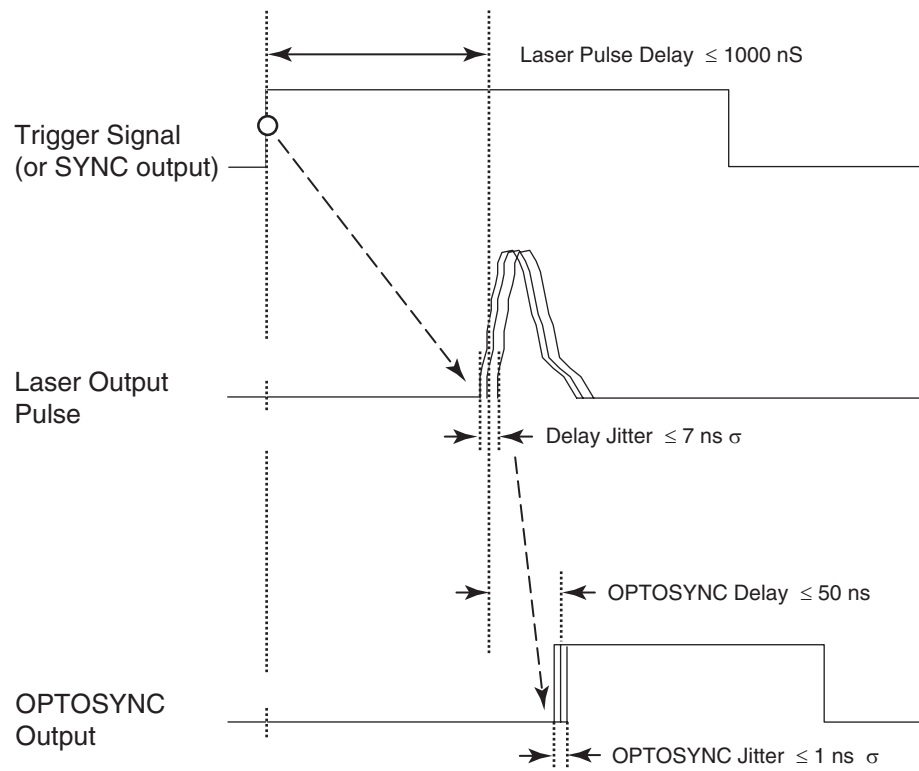 Laser Pulse Delay ≤ 1000 nS
Trigger Signal
(or SYNC output)
Laser Output
Pulse
Delay Jitter ≤ 7 ns σ
OPTOSYNC Delay ≤ 50 ns
OPTOSYNC
Output
OPTOSYNC Jitter ≤ 1 ns σ